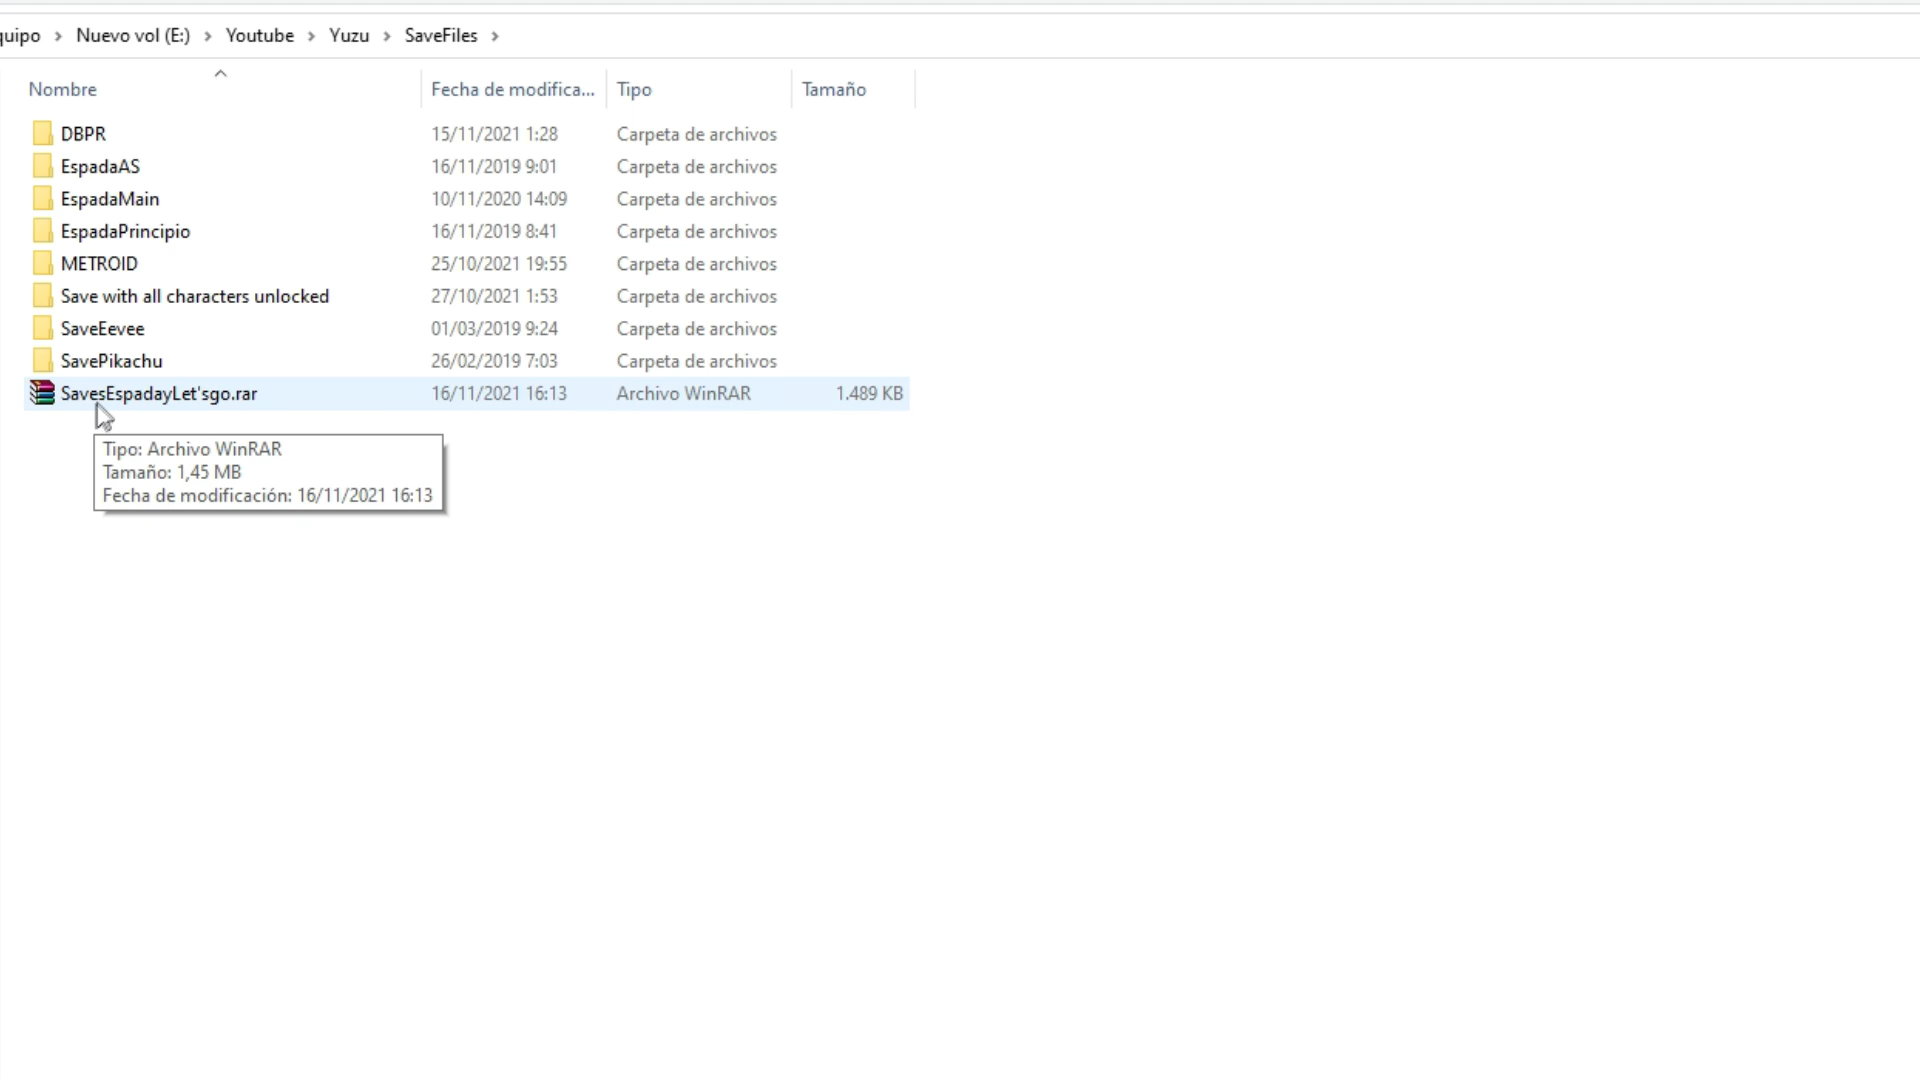 quipo > Nuevo vol (E:) > Youtube > Yuzu > SaveFiles >
Nombre Fecha de modifica... Tipo Tamaño
DBPR 15/11/2021 1:28 Carpeta de archivos
EspadaAS 16/11/2019 9:01 Carpeta de archivos
EspadaMain 10/11/2020 14:09 Carpeta de archivos
EspadaPrincipio 16/11/2019 8:41 Carpeta de archivos
METROID 25/10/2021 19:55 Carpeta de archivos
Save with all characters unlocked 27/10/2021 1:53 Carpeta de archivos
SaveEevee 01/03/2019 9:24 Carpeta de archivos
SavePikachu 26/02/2019 7:03 Carpeta de archivos
SavesEspadayLet'sgo.rar 16/11/2021 16:13 Archivo WinRAR 1.489 KB
Tipo: Archivo WinRAR
Tamaño: 1,45 MB
Fecha de modificación: 16/11/2021 16:13